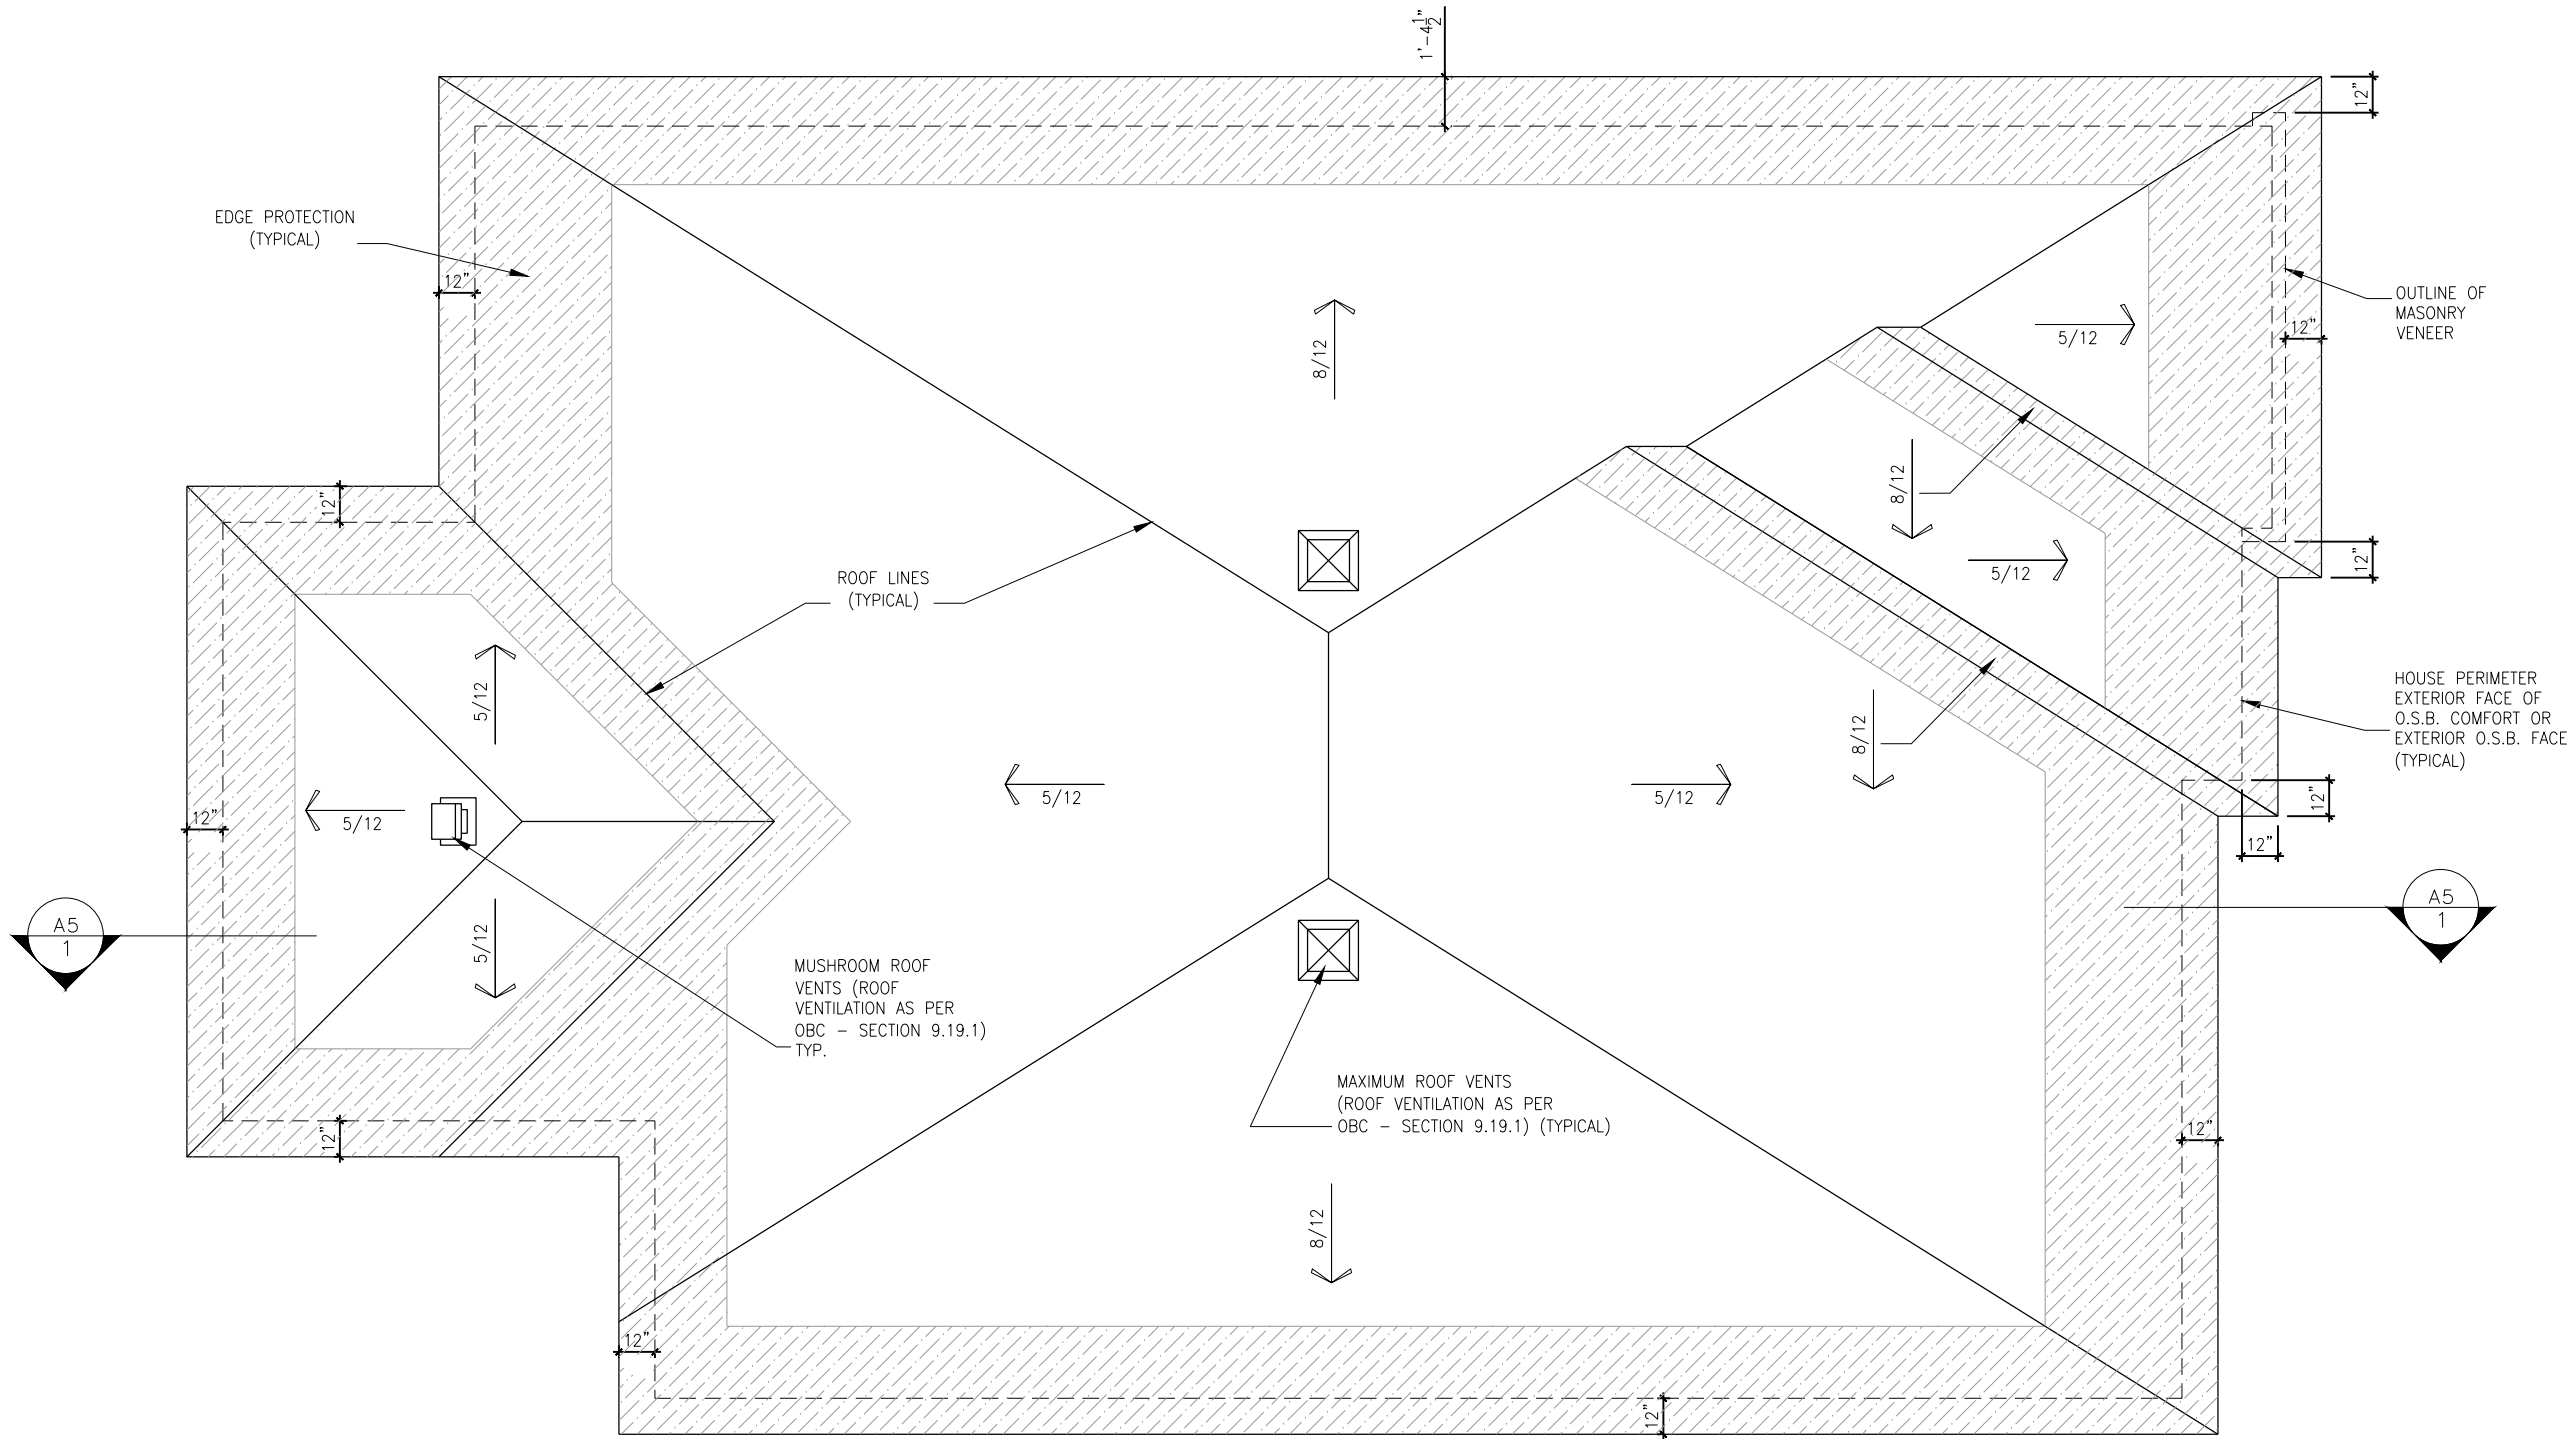 1'-4 1/2"
12"
EDGE PROTECTION
(TYPICAL)
12"
OUTLINE OF
MASONRY
VENEER
12"
5/12
8/12
12"
8/12
12"
5/12
ROOF LINES
(TYPICAL)
HOUSE PERIMETER
EXTERIOR FACE OF
O.S.B. COMFORT OR
EXTERIOR O.S.B. FACE
(TYPICAL)
5/12
8/12
5/12
5/12
12"
12"
5/12
12"
A5
1
A5
1
5/12
MUSHROOM ROOF
VENTS (ROOF
VENTILATION AS PER
OBC - SECTION 9.19.1)
TYP.
MAXIMUM ROOF VENTS
(ROOF VENTILATION AS PER
OBC - SECTION 9.19.1) (TYPICAL)
12"
12"
8/12
12"
12"